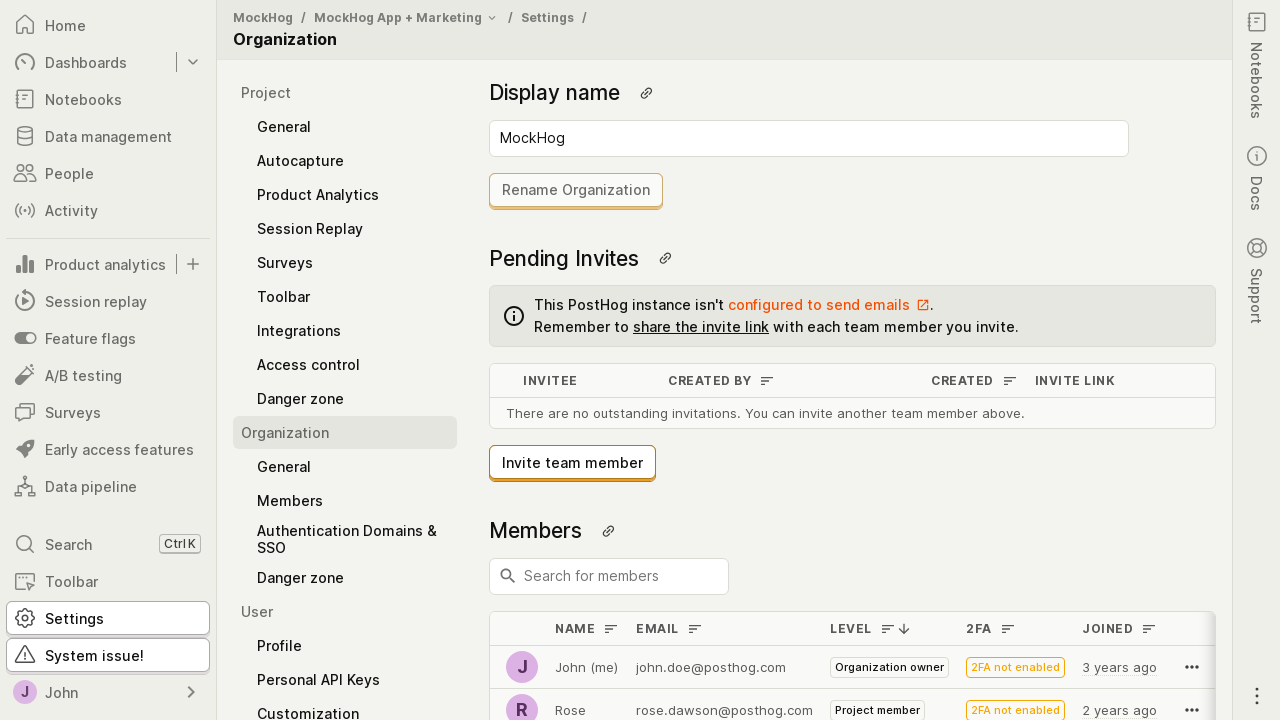 Home
Dashboards
Notebooks
Data management
People
Activity
Product analytics
Session replay
Feature flags
A/B testing
Surveys
Early access features
Data pipeline
Search Ctrl K
Toolbar
Settings
System issue!
J John
MockHog / MockHog App + Marketing / Settings /
Organization
Project
General
Autocapture
Product Analytics
Session Replay
Surveys
Toolbar
Integrations
Access control
Danger zone
Organization
General
Members
Authentication Domains &
SSO
Danger zone
User
Profile
Personal API Keys
Customization
Display name
MockHog
Rename Organization
Pending Invites
This PostHog instance isn't configured to send emails.
Remember to share the invite link with each team member you invite.
INVITEE CREATED BY CREATED INVITE LINK
There are no outstanding invitations. You can invite another team member above.
Invite team member
Members
Search for members
NAME EMAIL LEVEL 2FA JOINED
J John (me) john.doe@posthog.com Organization owner 2FA not enabled 3 years ago
R Rose rose.dawson@posthog.com Project member 2FA not enabled 2 years ago
Notebooks
Docs
Support